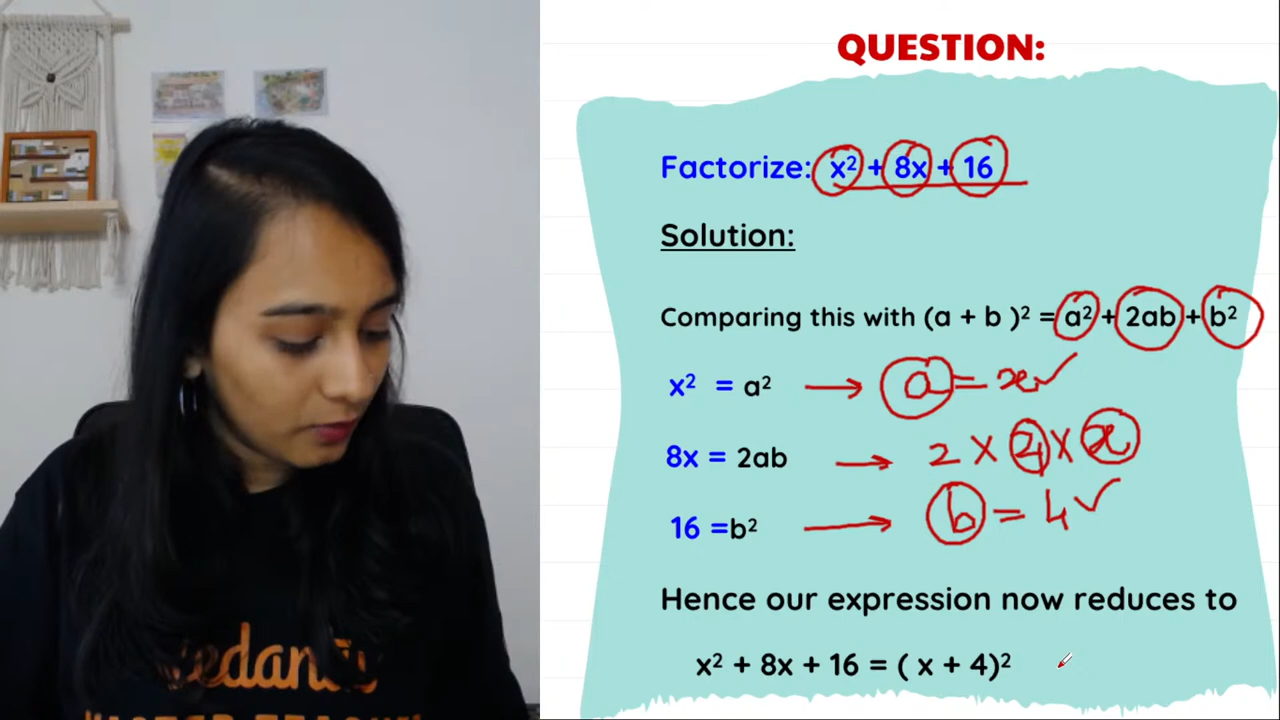 QUESTION:
Factorize: x² + 8x + 16
Solution:
Comparing this with (a + b )² = a² + 2ab + b²
x² = a² → a = x ✓
8x = 2ab → 2 × 4 × x
16 =b² → b = 4 ✓
Hence our expression now reduces to
x² + 8x + 16 = ( x + 4)²